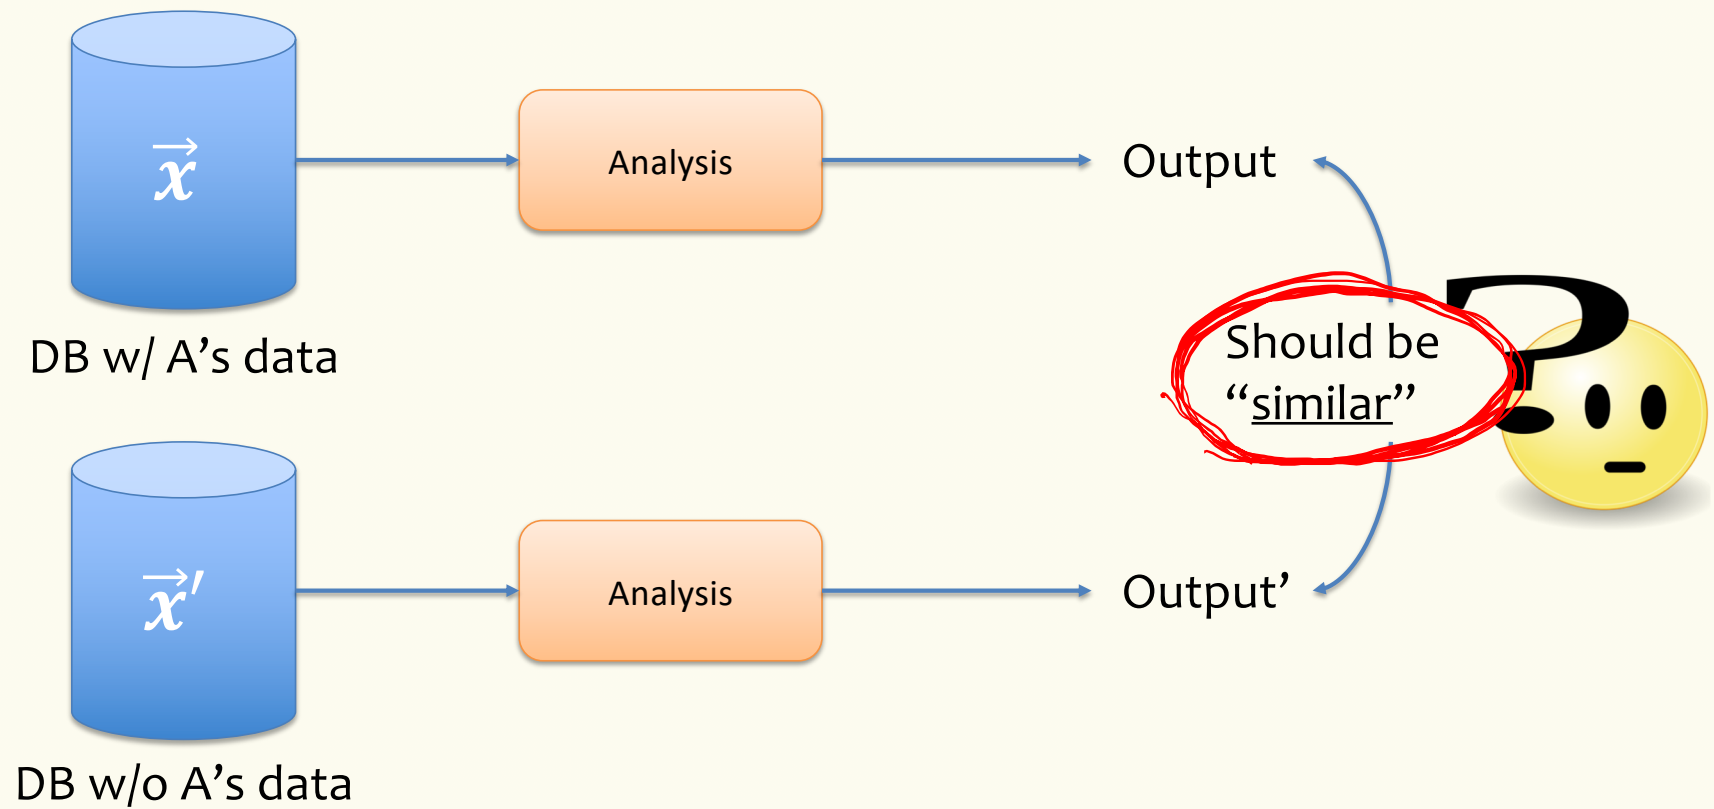 x⃗
Analysis
Output
DB w/ A’s data
Should be
“similar”
?
x⃗′
Analysis
Output’
DB w/o A’s data